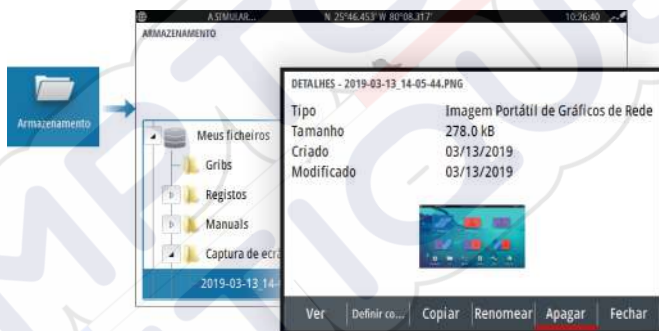 A SIMULAR... N 25°46.453' W 80°08.317' 10:26:40
ARMAZENAMENTO
Armazenamento
Meus ficheiros
Gribs
Registos
Manuals
Captura de ecrã
2019-03-13_14-
DETALHES - 2019-03-13_14-05-44.PNG
Tipo Imagem Portátil de Gráficos de Rede
Tamanho 278.0 kB
Criado 03/13/2019
Modificado 03/13/2019
Ver Definir co... Copiar Renomear Apagar Fechar